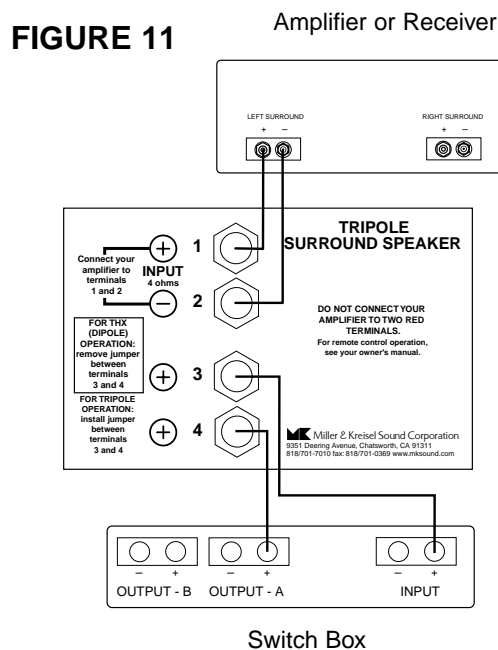 FIGURE 11
Amplifier or Receiver
LEFT SURROUND
+ –
RIGHT SURROUND
+ –
TRIPOLE
SURROUND SPEAKER
Connect your
amplifier to
terminals
1 and 2
+
INPUT
4 ohms
–
1
2
FOR THX
(DIPOLE)
OPERATION:
remove jumper
between
terminals
3 and 4
+
3
FOR TRIPOLE
OPERATION:
install jumper
between
terminals
3 and 4
+
4
DO NOT CONNECT YOUR
AMPLIFIER TO TWO RED
TERMINALS.
For remote control operation,
see your owner's manual.
MK Miller & Kreisel Sound Corporation
9351 Deering Avenue, Chatsworth, CA 91311
818/701-7010 fax: 818/701-0369 www.mksound.com
– +
OUTPUT - B
– +
OUTPUT - A
– +
INPUT
Switch Box